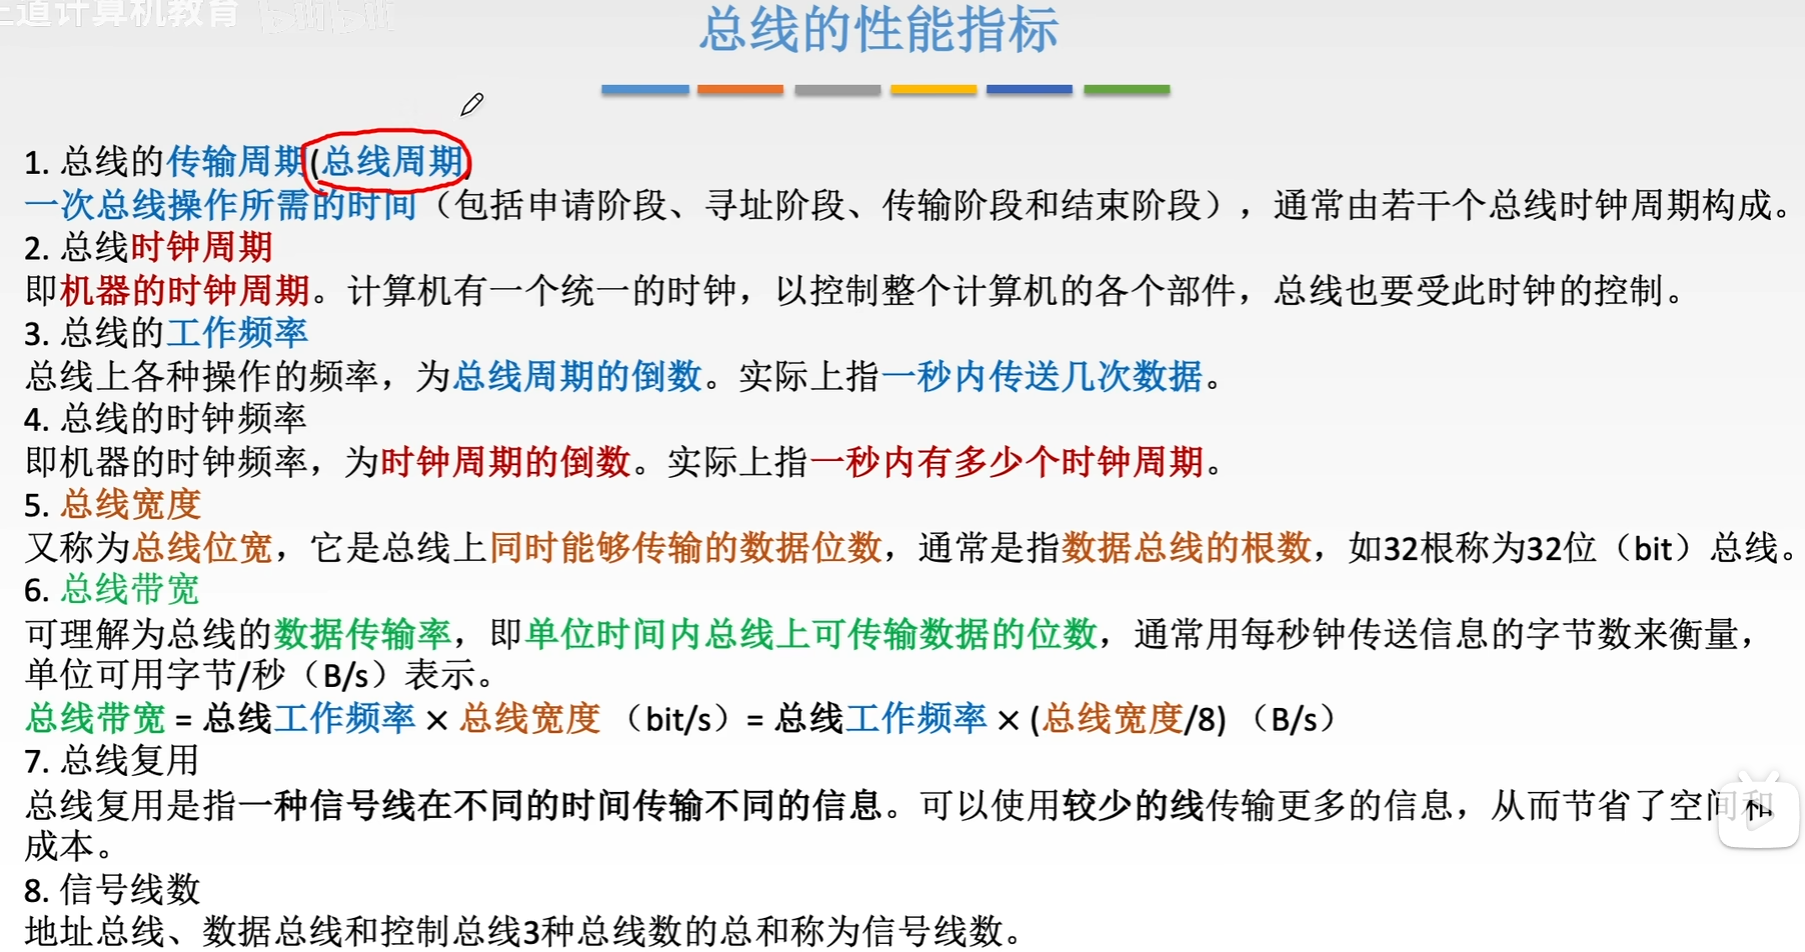 道计算机教育 bilibili
总线的性能指标
1. 总线的传输周期(总线周期)
一次总线操作所需的时间（包括申请阶段、寻址阶段、传输阶段和结束阶段），通常由若干个总线时钟周期构成。
2. 总线时钟周期
即机器的时钟周期。计算机有一个统一的时钟，以控制整个计算机的各个部件，总线也要受此时钟的控制。
3. 总线的工作频率
总线上各种操作的频率，为总线周期的倒数。实际上指一秒内传送几次数据。
4. 总线的时钟频率
即机器的时钟频率，为时钟周期的倒数。实际上指一秒内有多少个时钟周期。
5. 总线宽度
又称为总线位宽，它是总线上同时能够传输的数据位数，通常是指数据总线的根数，如32根称为32位（bit）总线。
6. 总线带宽
可理解为总线的数据传输率，即单位时间内总线上可传输数据的位数，通常用每秒钟传送信息的字节数来衡量，
单位可用字节/秒（B/s）表示。
总线带宽 = 总线工作频率 × 总线宽度 （bit/s）= 总线工作频率 × (总线宽度/8) （B/s）
7. 总线复用
总线复用是指一种信号线在不同的时间传输不同的信息。可以使用较少的线传输更多的信息，从而节省了空间和
成本。
8. 信号线数
地址总线、数据总线和控制总线3种总线数的总和称为信号线数。